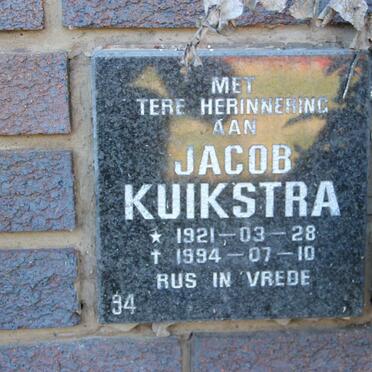 MET
TERE HERINNERING
AAN
JACOB
KUIKSTRA
★ 1921-03-28
† 1994-07-10
RUS IN VREDE
34